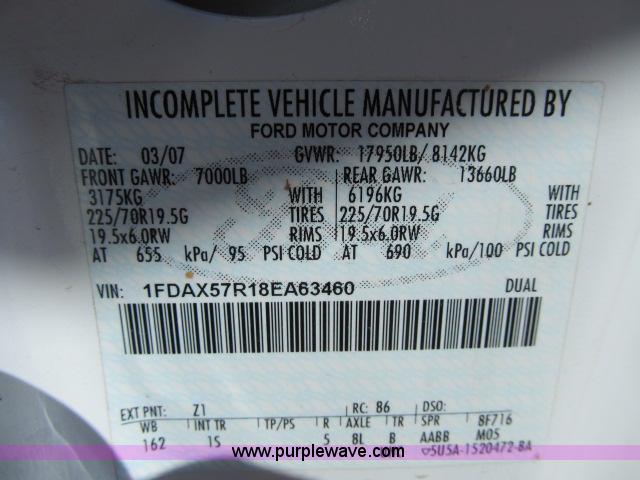 INCOMPLETE VEHICLE MANUFACTURED BY
FORD MOTOR COMPANY
DATE: 03/07 GVWR: 17950LB/ 8142KG
FRONT GAWR: 7000LB REAR GAWR: 13660LB
3175KG WITH 6196KG WITH
225/70R19.5G TIRES 225/70R19.5G TIRES
19.5x6.0RW RIMS 19.5x6.0RW RIMS
AT 655 kPa/ 95 PSI COLD AT 690 kPa/100 PSI COLD
VIN: 1FDAX57R18EA63460 DUAL
EXT PNT: Z1 RC: 86 DSO:
WB INT TR TP/PS R AXLE TR SPR 8F716
162 1S 5 8L B AABB M05
5U5A-1520472-BA
www.purplewave.com